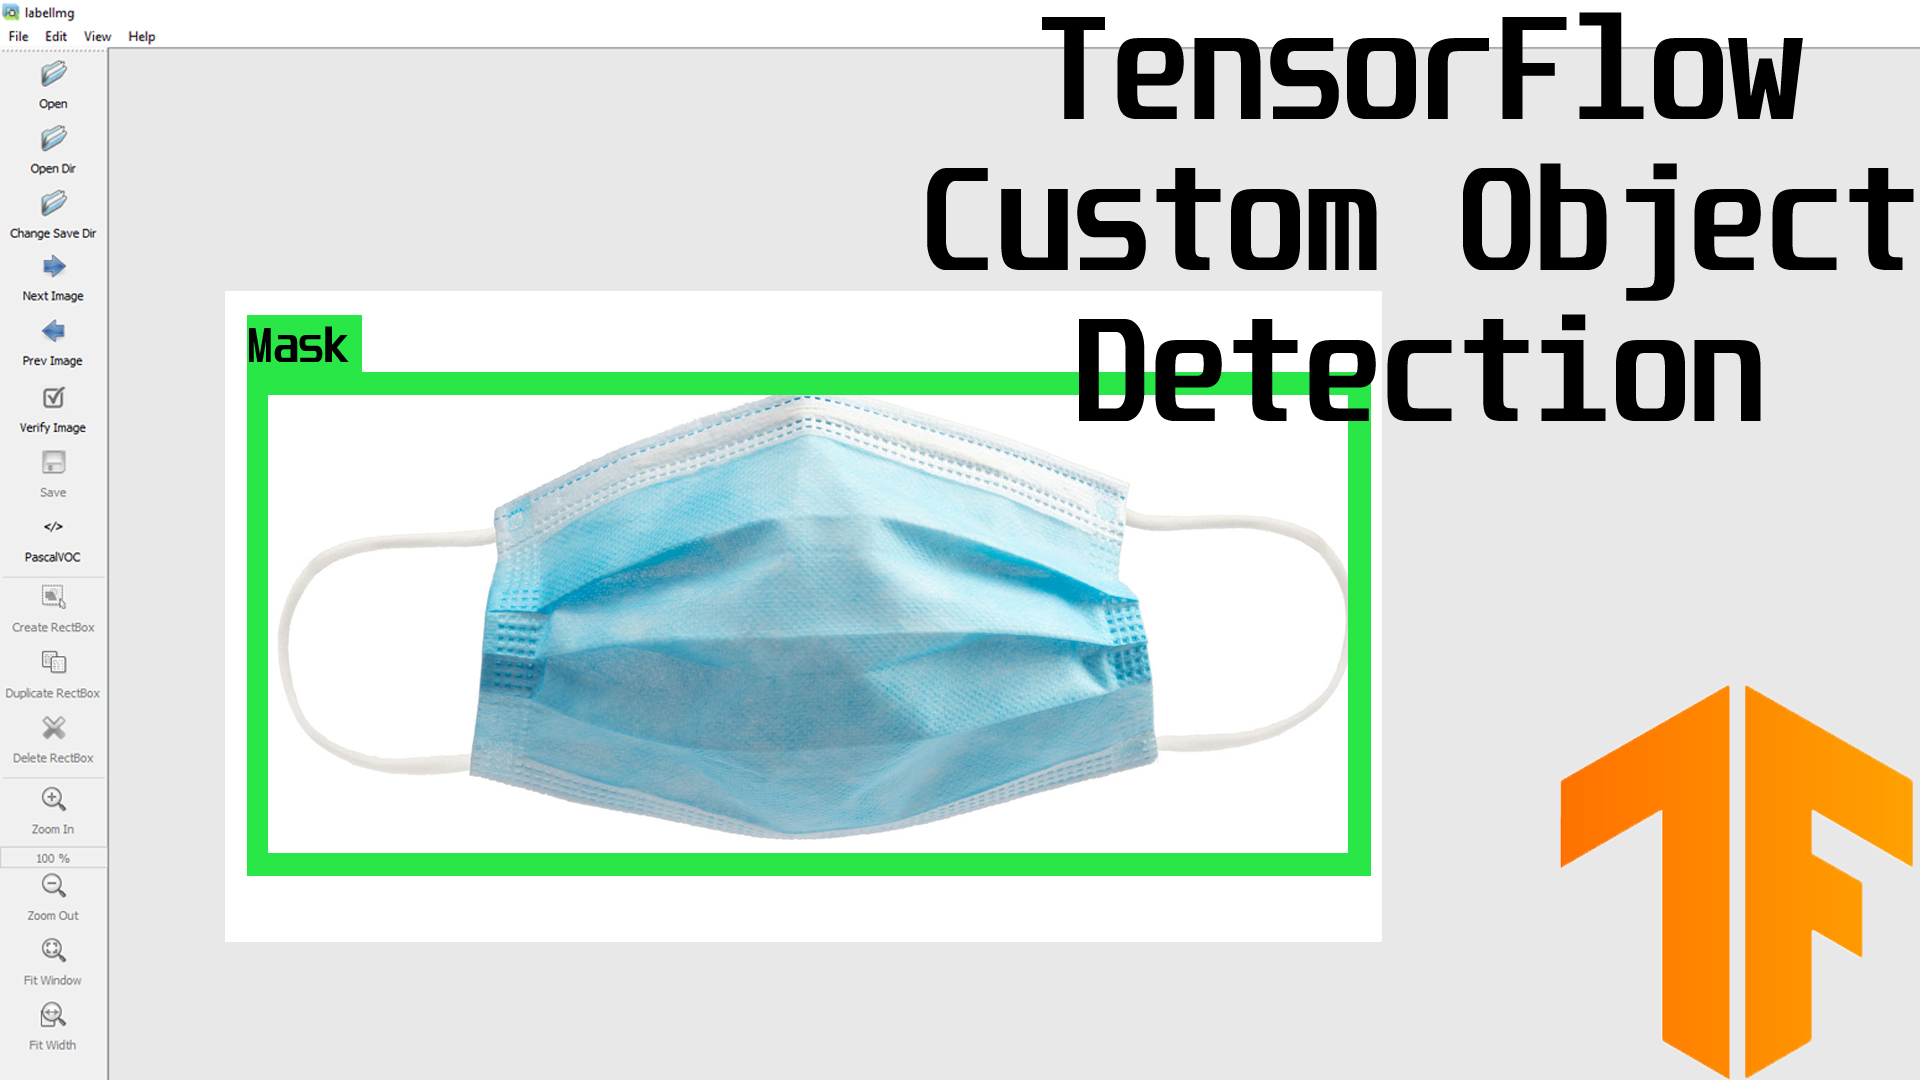 labelImg
File Edit View Help
Open
Open Dir
Change Save Dir
Next Image
Prev Image
Verify Image
Save
</>
PascalVOC
Create RectBox
Duplicate RectBox
Delete RectBox
Zoom In
100 %
Zoom Out
Fit Window
Fit Width
TensorFlow
Custom Object
Detection
Mask